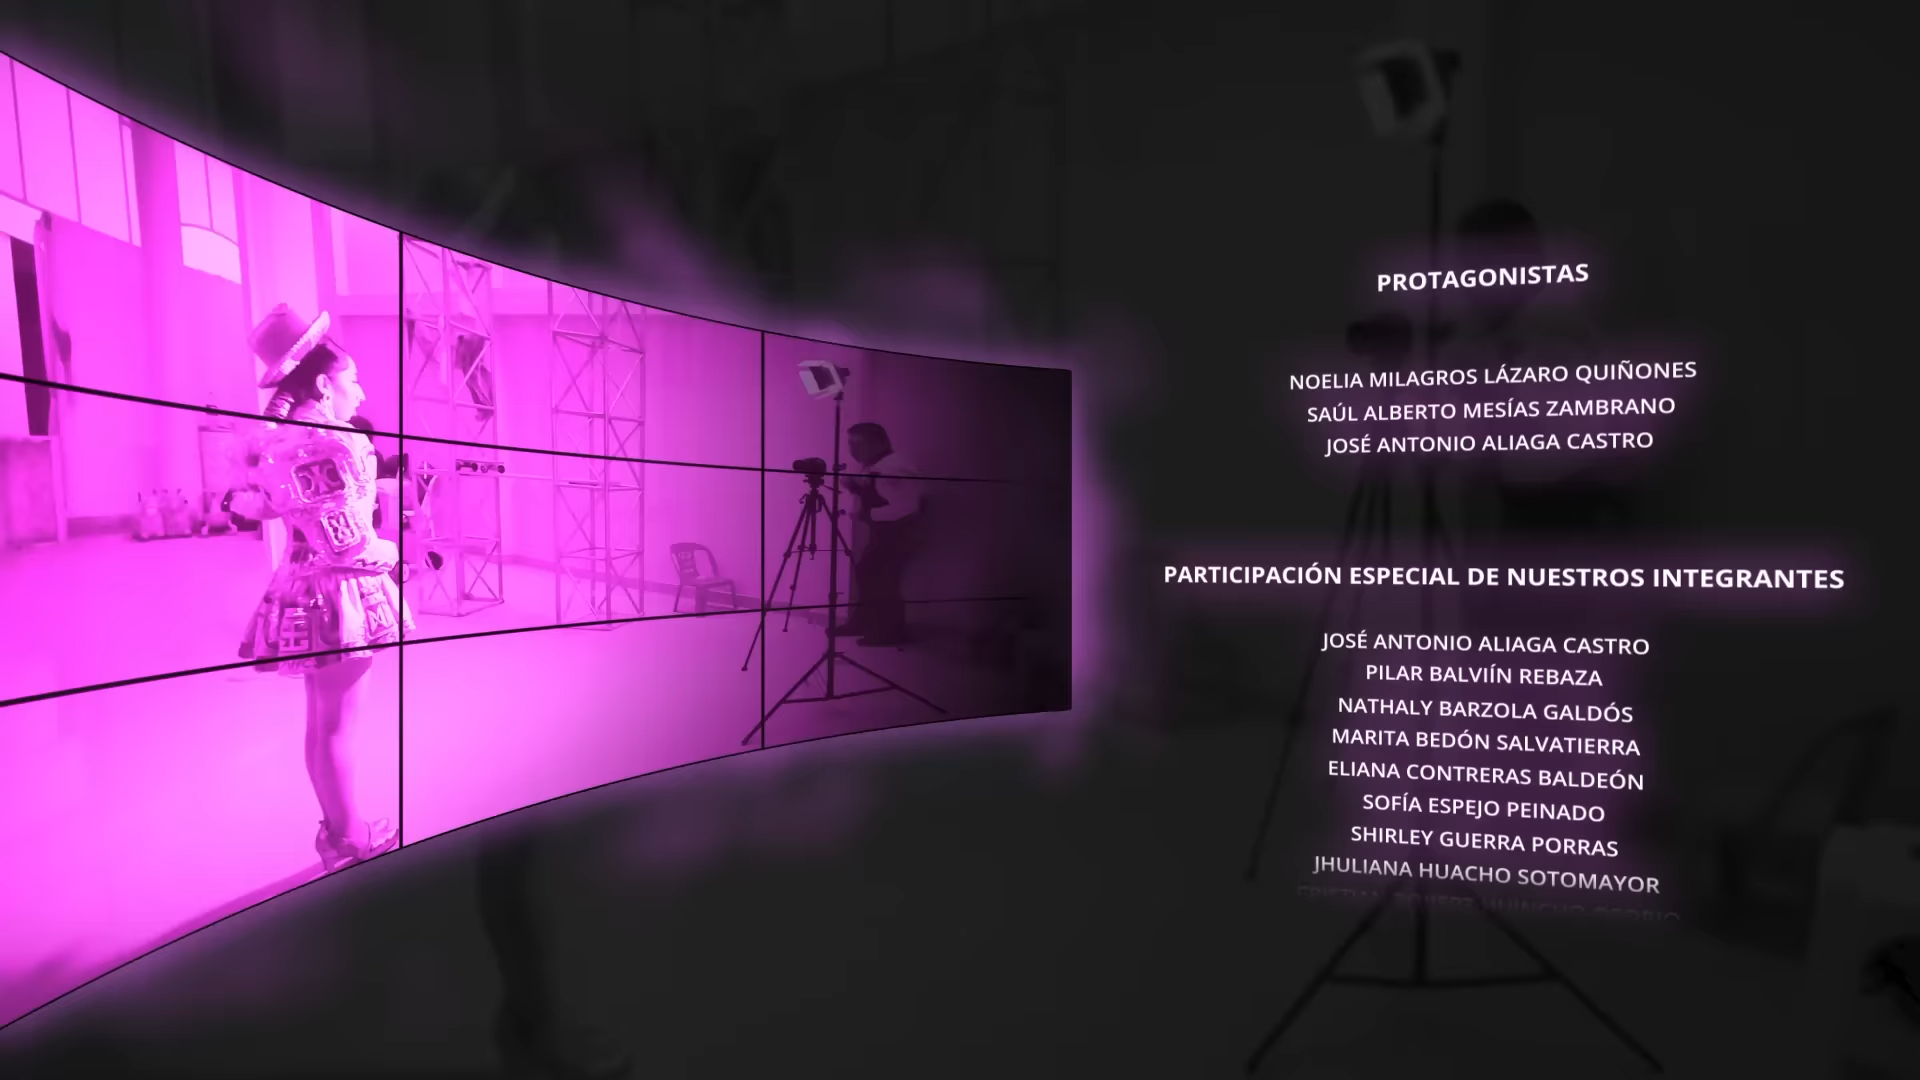 PROTAGONISTAS
NOELIA MILAGROS LÁZARO QUIÑONES
SAÚL ALBERTO MESÍAS ZAMBRANO
JOSÉ ANTONIO ALIAGA CASTRO
PARTICIPACIÓN ESPECIAL DE NUESTROS INTEGRANTES
JOSÉ ANTONIO ALIAGA CASTRO
PILAR BALVIÍN REBAZA
NATHALY BARZOLA GALDÓS
MARITA BEDÓN SALVATIERRA
ELIANA CONTRERAS BALDEÓN
SOFÍA ESPEJO PEINADO
SHIRLEY GUERRA PORRAS
JHULIANA HUACHO SOTOMAYOR